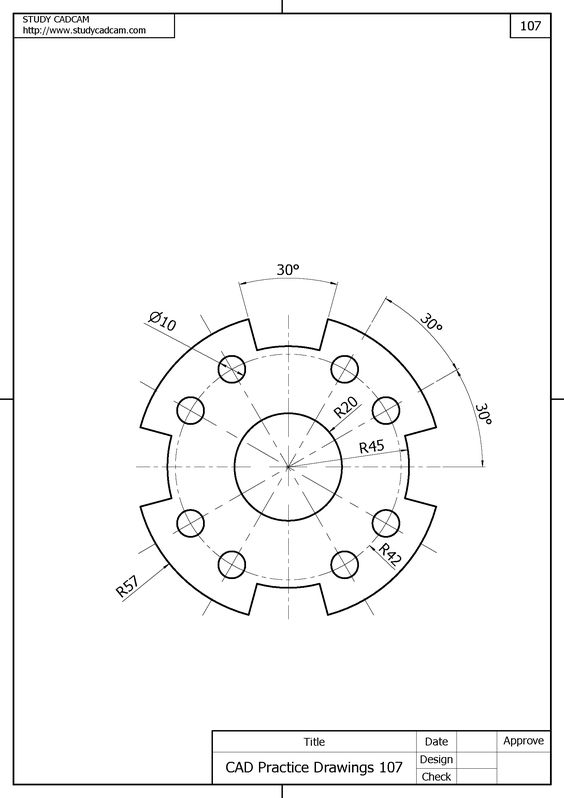 STUDY CADCAM
http://www.studycadcam.com
107
30°
Ø10
30°
R20
30°
R45
R42
R57
Title
Date
Approve
CAD Practice Drawings 107
Design
Check